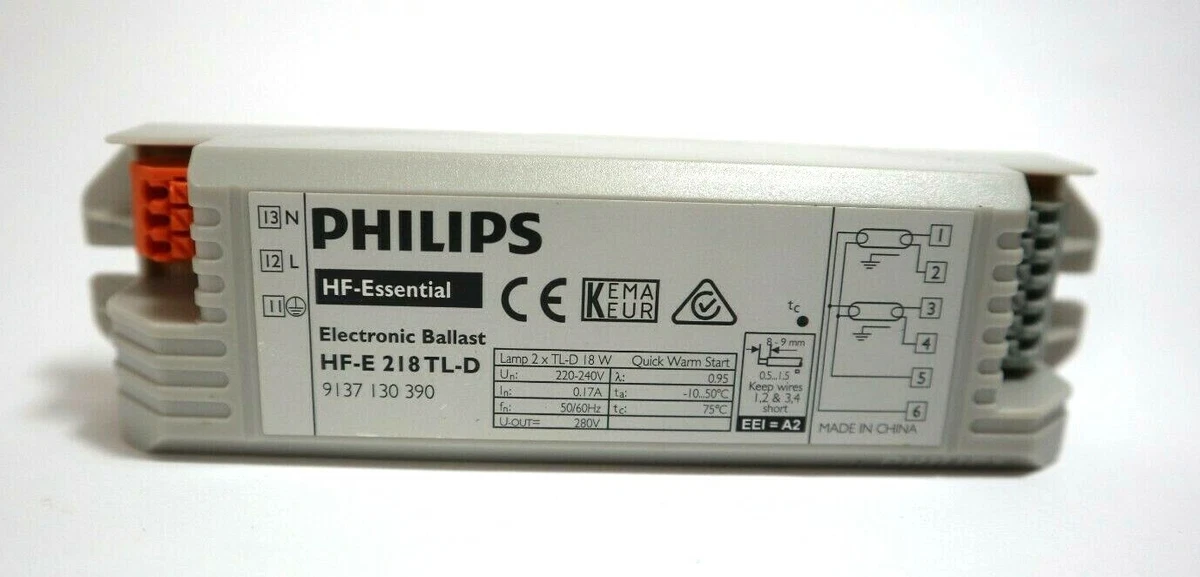 13 N
12 L
11
PHILIPS
HF-Essential
Electronic Ballast
HF-E 218 TL-D
9137 130 390
CE
KEMA
EUR
Lamp 2 x TL-D 18 W Quick Warm Start
Un: 220-240V λ: 0.95
In: 0.17A ta: -10...50°C
fn: 50/60Hz tc: 75°C
U-OUT= 280V
tc
8 - 9 mm
0.5...1.5
Keep wires
1,2 & 3,4
short
EEI = A2
1
2
3
4
5
6
MADE IN CHINA